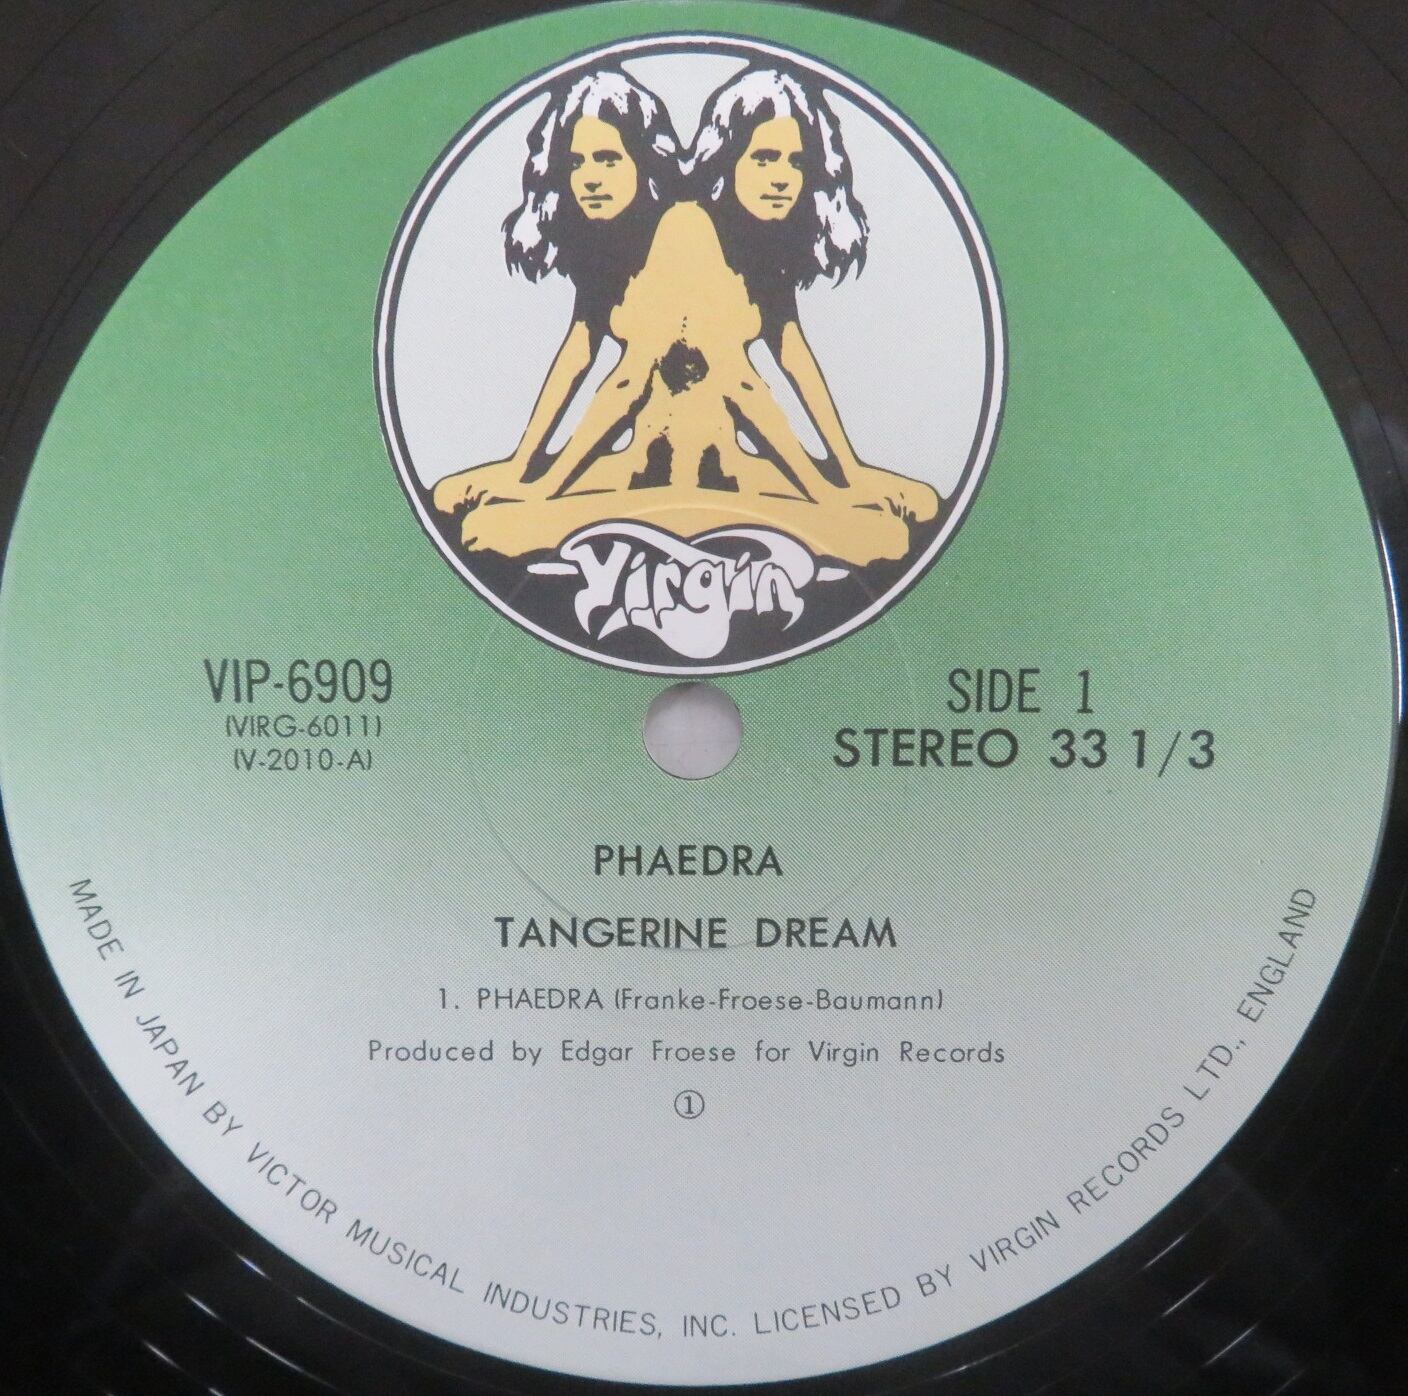 Virgin
VIP-6909
(VIRG-6011)
(V-2010-A)
SIDE 1
STEREO 33 1/3
PHAEDRA
TANGERINE DREAM
1. PHAEDRA (Franke-Froese-Baumann)
Produced by Edgar Froese for Virgin Records
①
MADE IN JAPAN BY VICTOR MUSICAL INDUSTRIES, INC. LICENSED BY VIRGIN RECORDS LTD., ENGLAND